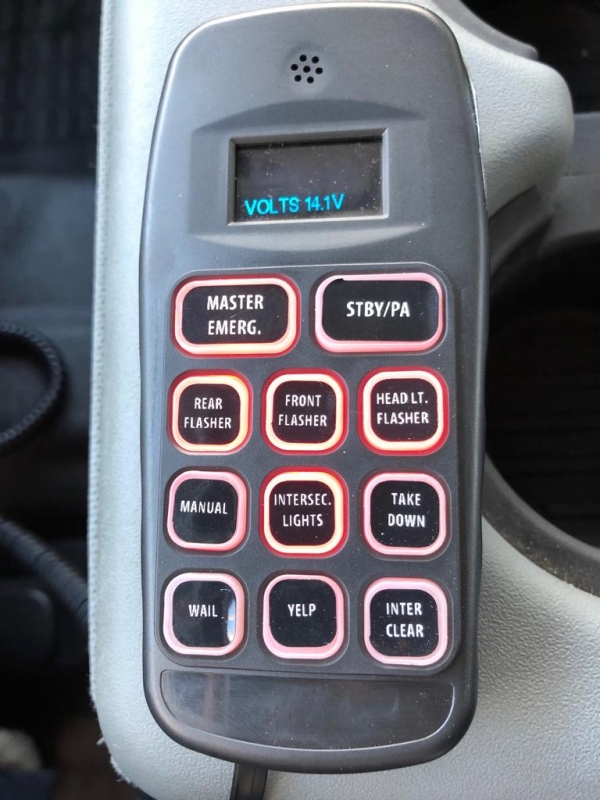 VOLTS 14.1V
MASTER
EMERG.
STBY/PA
REAR
FLASHER
FRONT
FLASHER
HEAD LT.
FLASHER
MANUAL
INTERSEC.
LIGHTS
TAKE
DOWN
WAIL
YELP
INTER
CLEAR